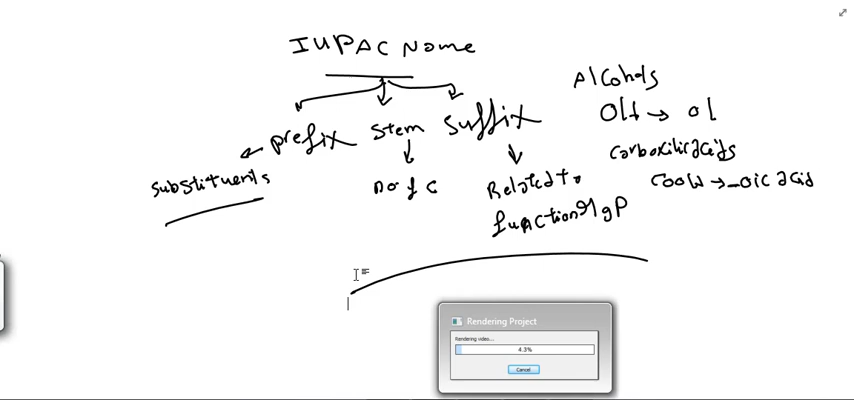 IUPAC Name
Prefix Stem Suffix
Substituents
No of C
Related to
functional gp
Alcohols
OH → ol
Carboxilic acids
COOH → _oic acid
Rendering Project
Rendering video...
4.3%
Cancel